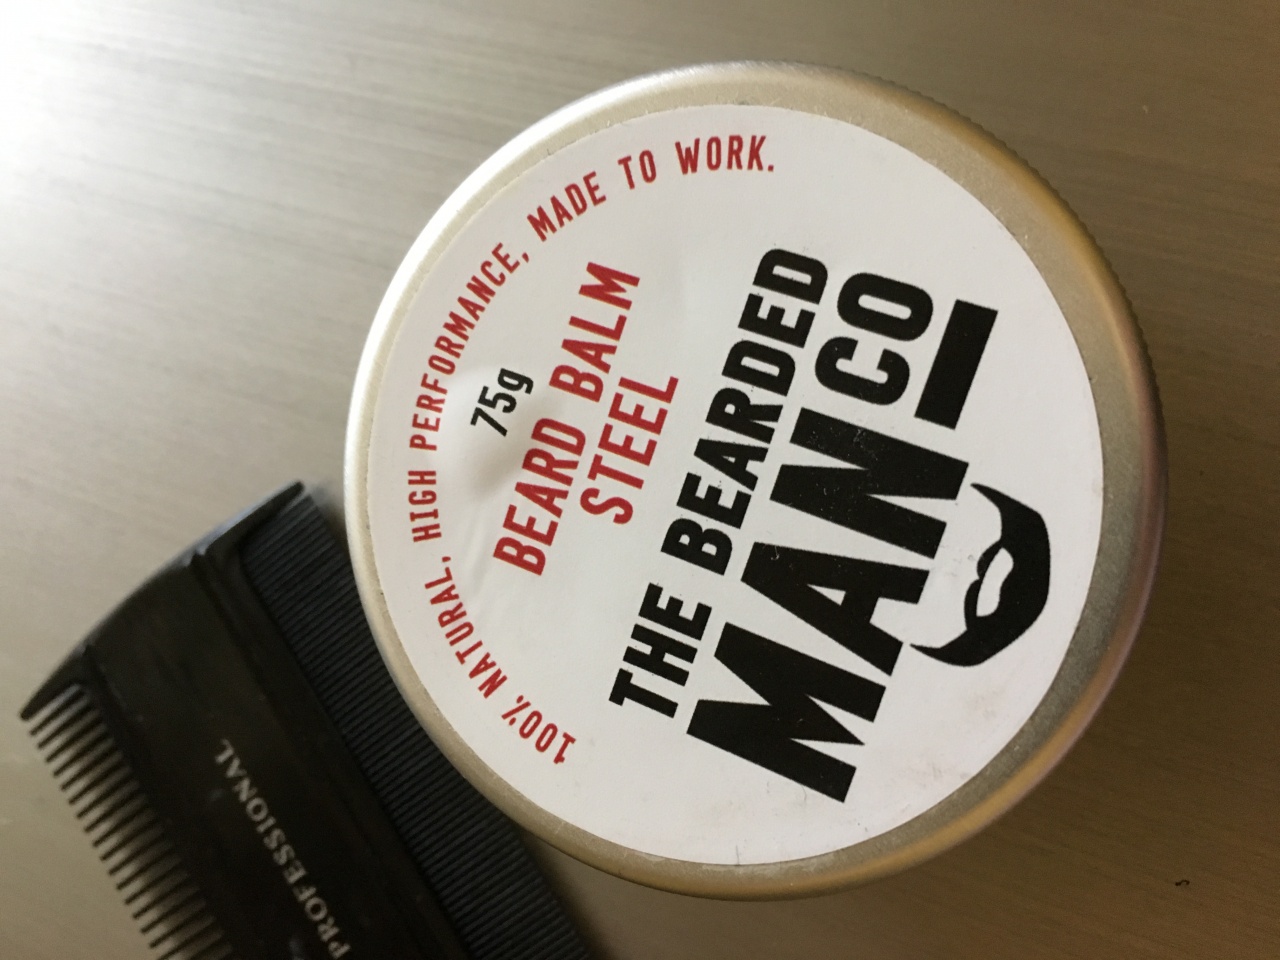 100% NATURAL, HIGH PERFORMANCE, MADE TO WORK.
75g
BEARD BALM
STEEL
THE BEARDED
MAN CO
PROFESSIONAL